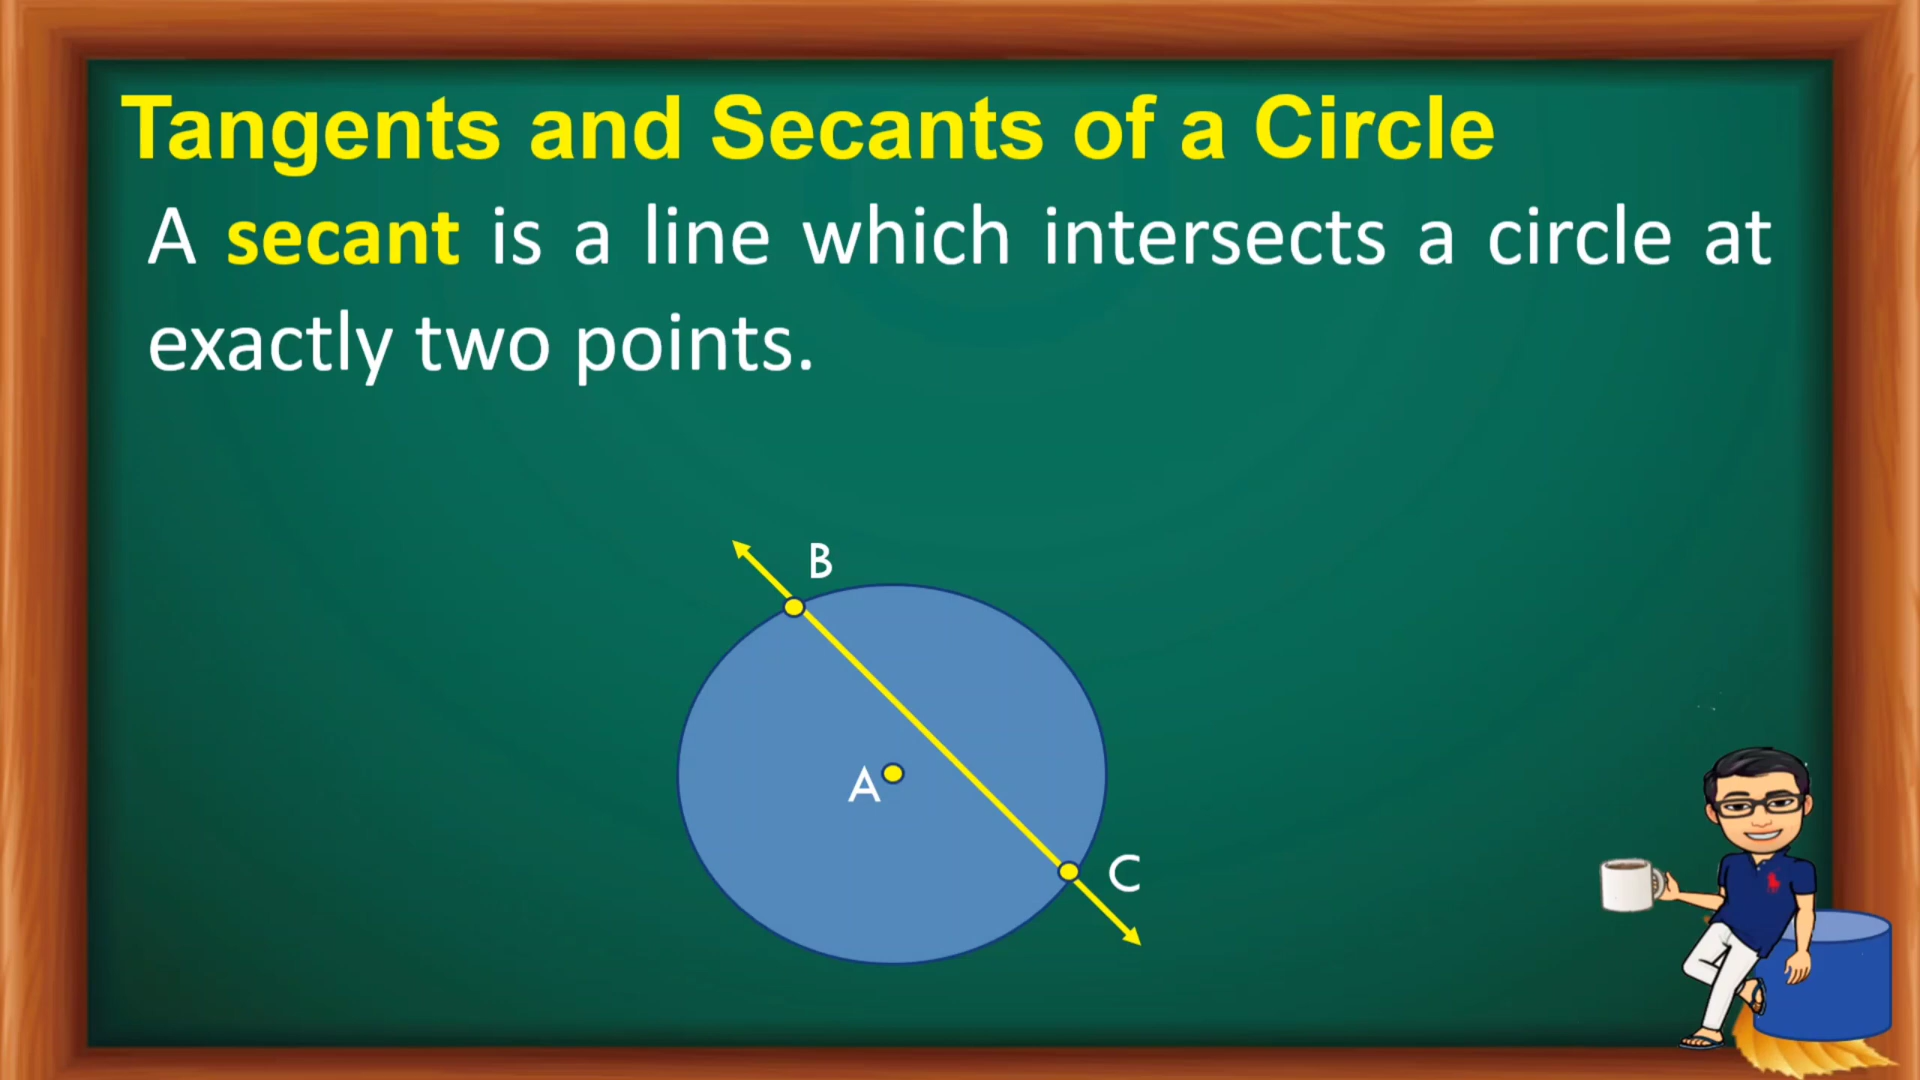 Tangents and Secants of a Circle
A secant is a line which intersects a circle at
exactly two points.
B
A
C